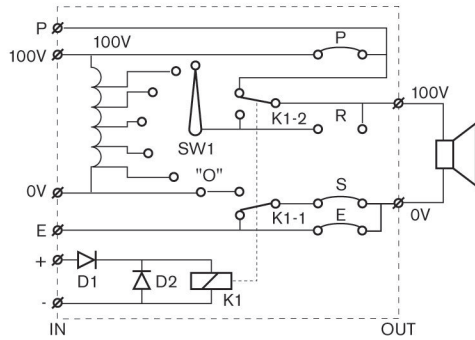 P
100V
100V
P
100V
K1-2
R
SW1
"O"
0V
S
E
K1-1
E
0V
+
D1
D2
K1
-
IN
OUT